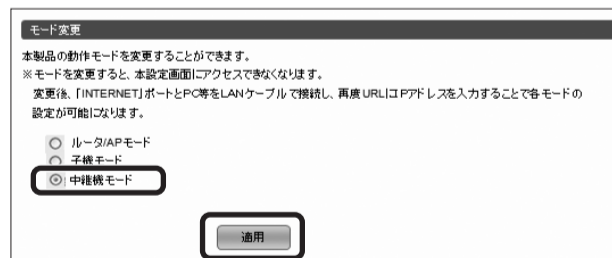 モード変更
本製品の動作モードを変更することができます。
※モードを変更すると、本設定画面にアクセスできなくなります。
変更後、「INTERNET」ポートとPC等をLANケーブルで接続し、再度URLにIPアドレスを入力することで各モードの
設定が可能になります。
ルータ/APモード
子機モード
中継機モード
適用